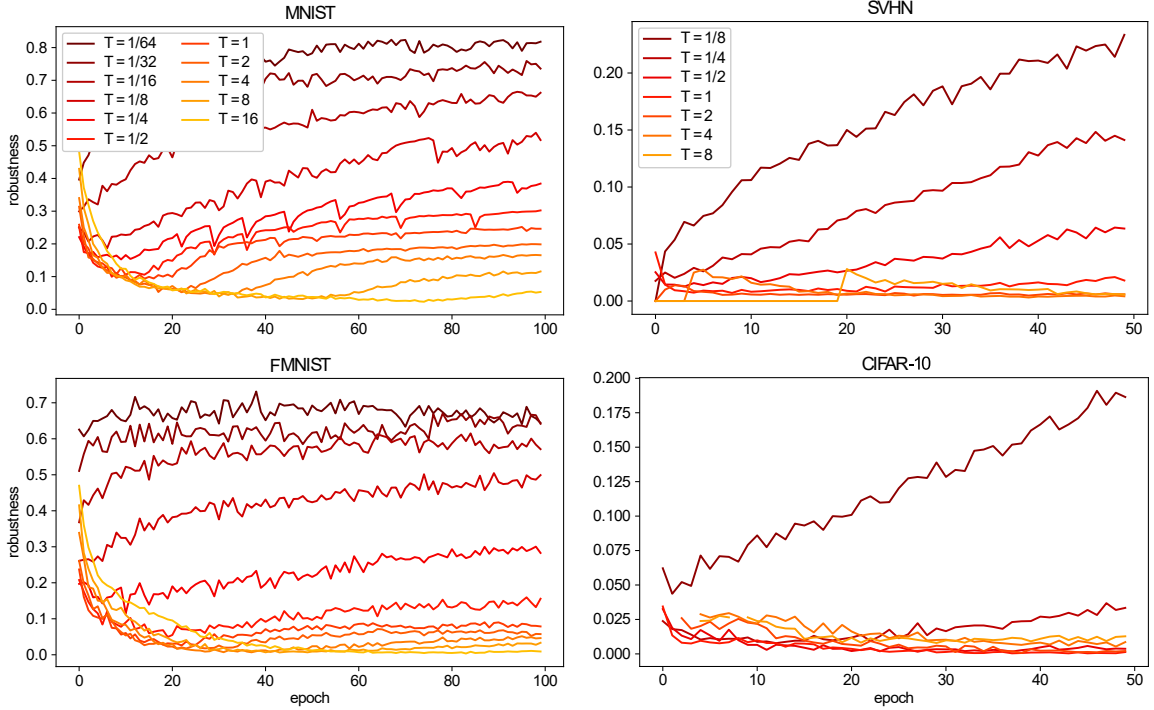 MNIST
robustness
0.8
0.7
0.6
0.5
0.4
0.3
0.2
0.1
0.0
T = 1/64
T = 1/32
T = 1/16
T = 1/8
T = 1/4
T = 1/2
T = 1
T = 2
T = 4
T = 8
T = 16
0 20 40 60 80 100
SVHN
0.20
0.15
0.10
0.05
0.00
T = 1/8
T = 1/4
T = 1/2
T = 1
T = 2
T = 4
T = 8
0 10 20 30 40 50
FMNIST
robustness
0.7
0.6
0.5
0.4
0.3
0.2
0.1
0.0
0 20 40 60 80 100
epoch
CIFAR-10
0.200
0.175
0.150
0.125
0.100
0.075
0.050
0.025
0.000
0 10 20 30 40 50
epoch